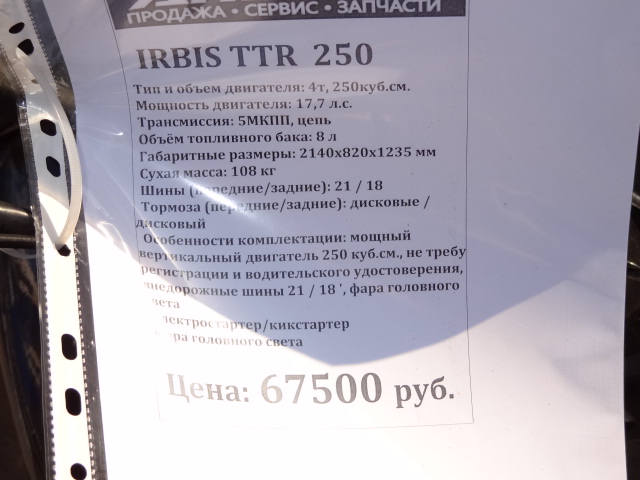 ПРОДАЖА • СЕРВИС • ЗАПЧАСТИ
IRBIS TTR 250
Тип и объем двигателя: 4т, 250куб.см.
Мощность двигателя: 17,7 л.с.
Трансмиссия: 5МКПП, цепь
Объём топливного бака: 8 л
Габаритные размеры: 2140х820х1235 мм
Сухая масса: 108 кг
Шины (передние/задние): 21 / 18
Тормоза (передние/задние): дисковые /
дисковый
Особенности комплектации: мощный
вертикальный двигатель 250 куб.см., не требу
регистрации и водительского удостоверения,
внедорожные шины 21 / 18 ', фара головного
света
электростартер/кикстартер
фара головного света
Цена: 67500 руб.